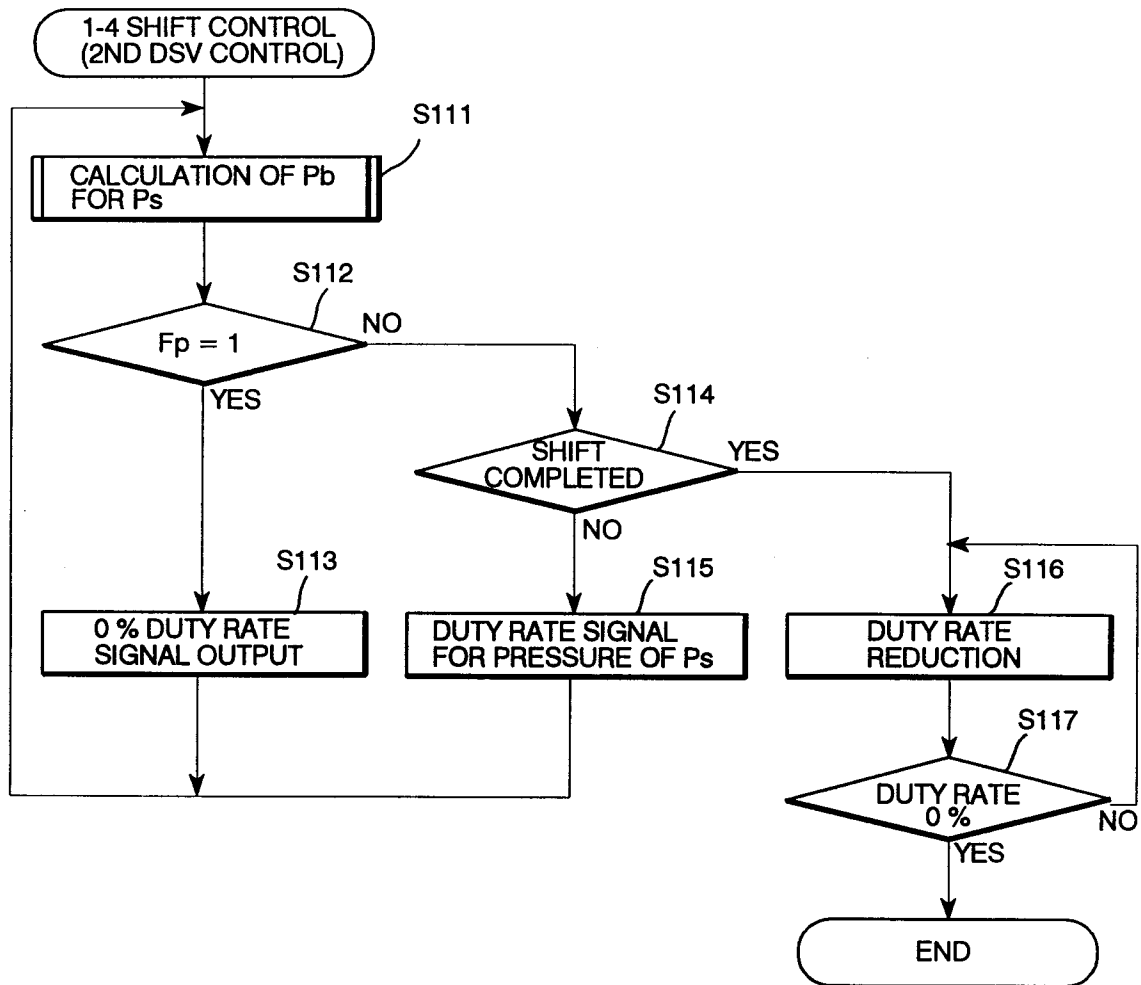 1-4 SHIFT CONTROL
(2ND DSV CONTROL)
S111
CALCULATION OF Pb
FOR Ps
S112
Fp = 1
NO
YES
S114
SHIFT
COMPLETED
YES
NO
S113
0 % DUTY RATE
SIGNAL OUTPUT
S115
DUTY RATE SIGNAL
FOR PRESSURE OF Ps
S116
DUTY RATE
REDUCTION
S117
DUTY RATE
0 %
NO
YES
END